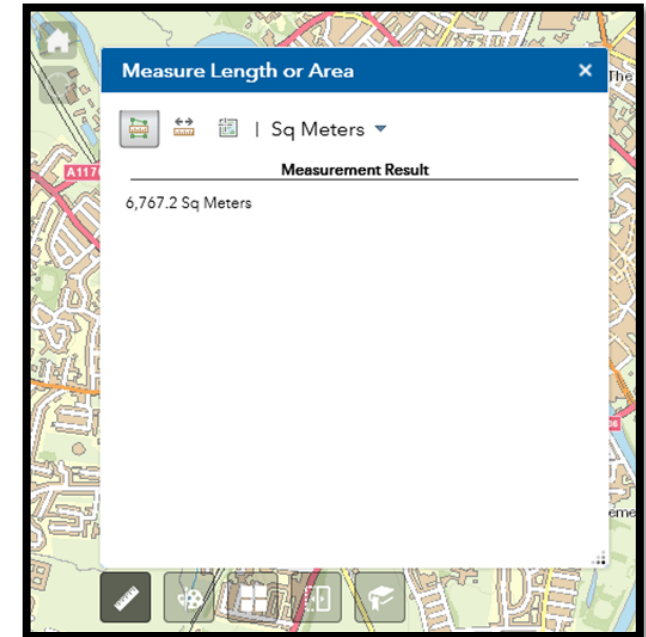 Measure Length or Area ×
The
| Sq Meters
Measurement Result
A117
6,767.2 Sq Meters
eme